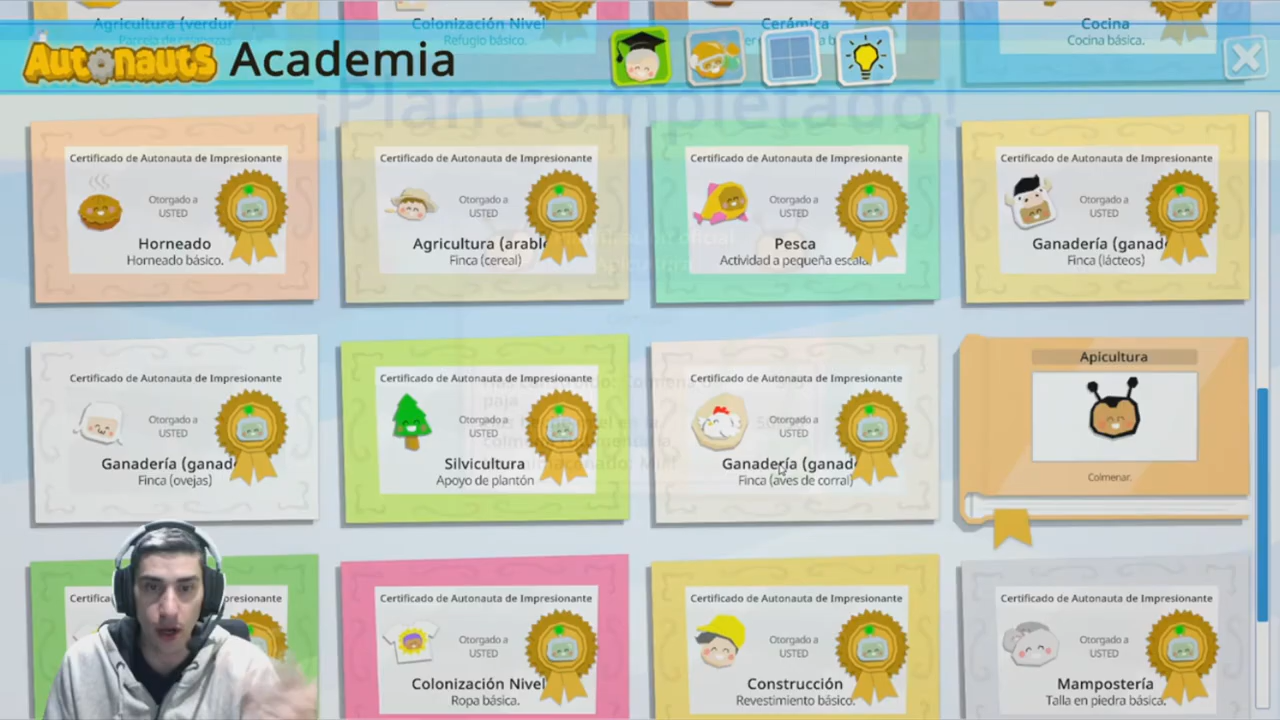 Agricultura (verdur
Colonización Nivel
Cerámica
Cocina
Refugio básico.
Cocina básica.
Autonauts Academia
¡Plan completado!
Certificado de Autonauta de Impresionante
Otorgado a
USTED
Horneado
Horneado básico.
Certificado de Autonauta de Impresionante
Otorgado a
USTED
Agricultura (arable
Finca (cereal)
Certificado de Autonauta de Impresionante
Otorgado a
USTED
Pesca
Actividad a pequeña escala
Certificado de Autonauta de Impresionante
Otorgado a
USTED
Ganadería (ganad
Finca (lácteos)
Certificado de Autonauta de Impresionante
Otorgado a
USTED
Ganadería (ganad
Finca (ovejas)
Certificado de Autonauta de Impresionante
Otorgado a
USTED
Silvicultura
Apoyo de plantón
Certificado de Autonauta de Impresionante
Otorgado a
USTED
Ganadería (ganad
Finca (aves de corral)
Apicultura
Colmenar.
Certifica
presionante
Certificado de Autonauta de Impresionante
Otorgado a
USTED
Colonización Nivel
Ropa básica.
Certificado de Autonauta de Impresionante
Otorgado a
USTED
Construcción
Revestimiento básico.
Certificado de Autonauta de Impresionante
Otorgado a
USTED
Mampostería
Talla en piedra básica.